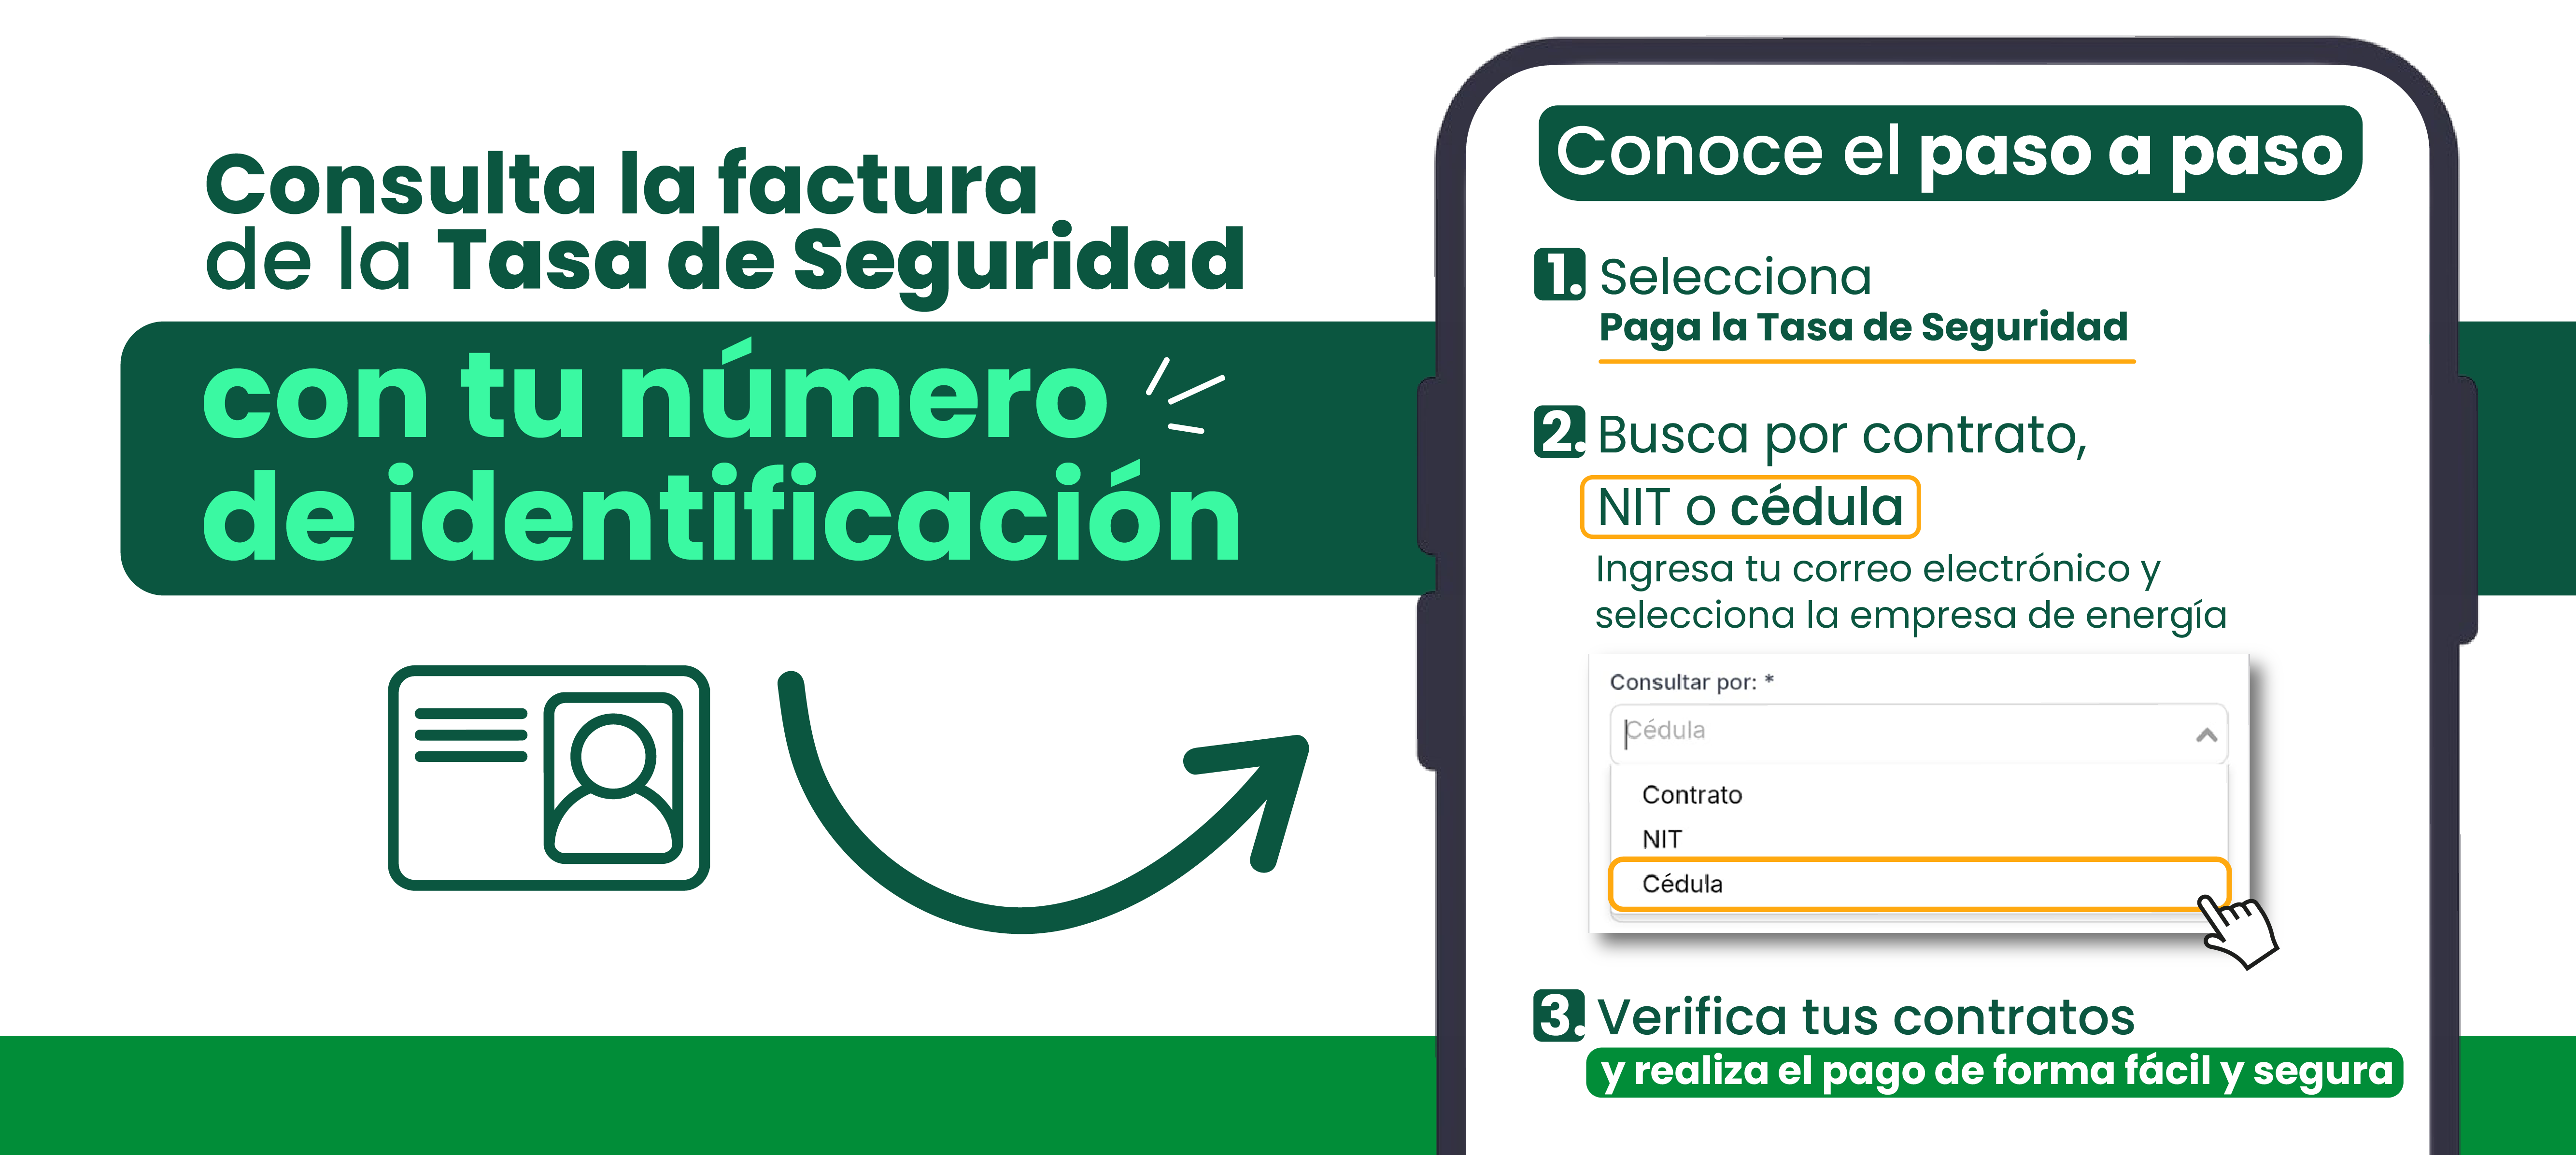 Consulta la factura
de la Tasa de Seguridad
con tu número
de identificación
Conoce el paso a paso
1. Selecciona
Paga la Tasa de Seguridad
2. Busca por contrato,
NIT o cédula
Ingresa tu correo electrónico y
selecciona la empresa de energía
Consultar por: *
Cédula
Contrato
NIT
Cédula
3. Verifica tus contratos
y realiza el pago de forma fácil y segura